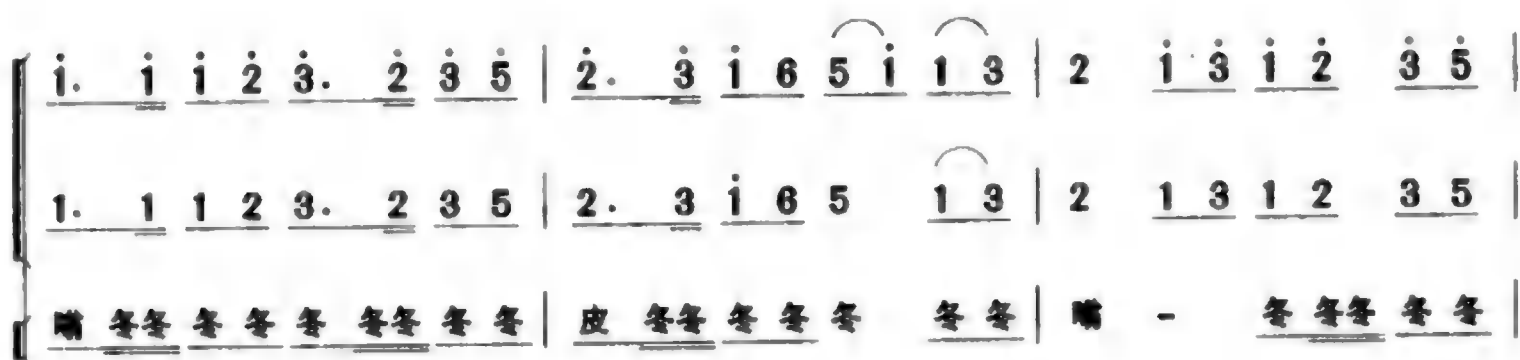 1̇. 1̇ 1̇ 2̇ 3̇. 2̇ 3̇ 5̇ | 2̇. 3̇ 1̇ 6 5 1̇ 1 3 | 2 1̇ 3̇ 1̇ 2̇ 3̇ 5̇ |
1. 1 1 2 3. 2 3 5 | 2. 3 1̇ 6 5 1 3 | 2 1 3 1 2 3 5 |
冬冬 冬 冬 冬 冬冬 冬 冬 | 皮 冬冬 冬 冬 冬 冬 冬 | - 冬 冬冬 冬 冬 |